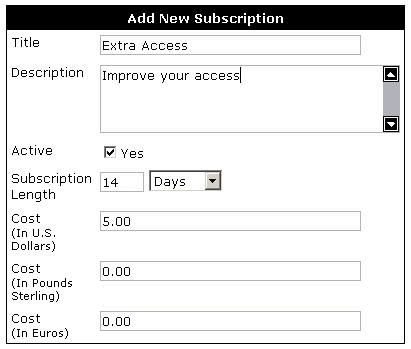 Add New Subscription
Title Extra Access
Description Improve your access
Active Yes
Subscription Length 14 Days
Cost (In U.S. Dollars) 5.00
Cost (In Pounds Sterling) 0.00
Cost (In Euros) 0.00